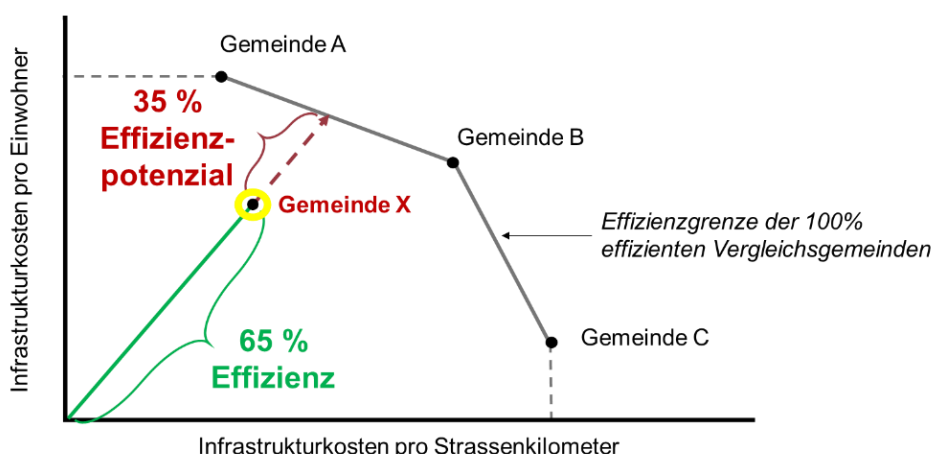 Gemeinde A
35 %
Effizienz-
potenzial
Gemeinde B
Gemeinde X
Effizienzgrenze der 100%
effizienten Vergleichsgemeinden
65 %
Effizienz
Gemeinde C
Infrastrukturkosten pro Einwohner
Infrastrukturkosten pro Strassenkilometer